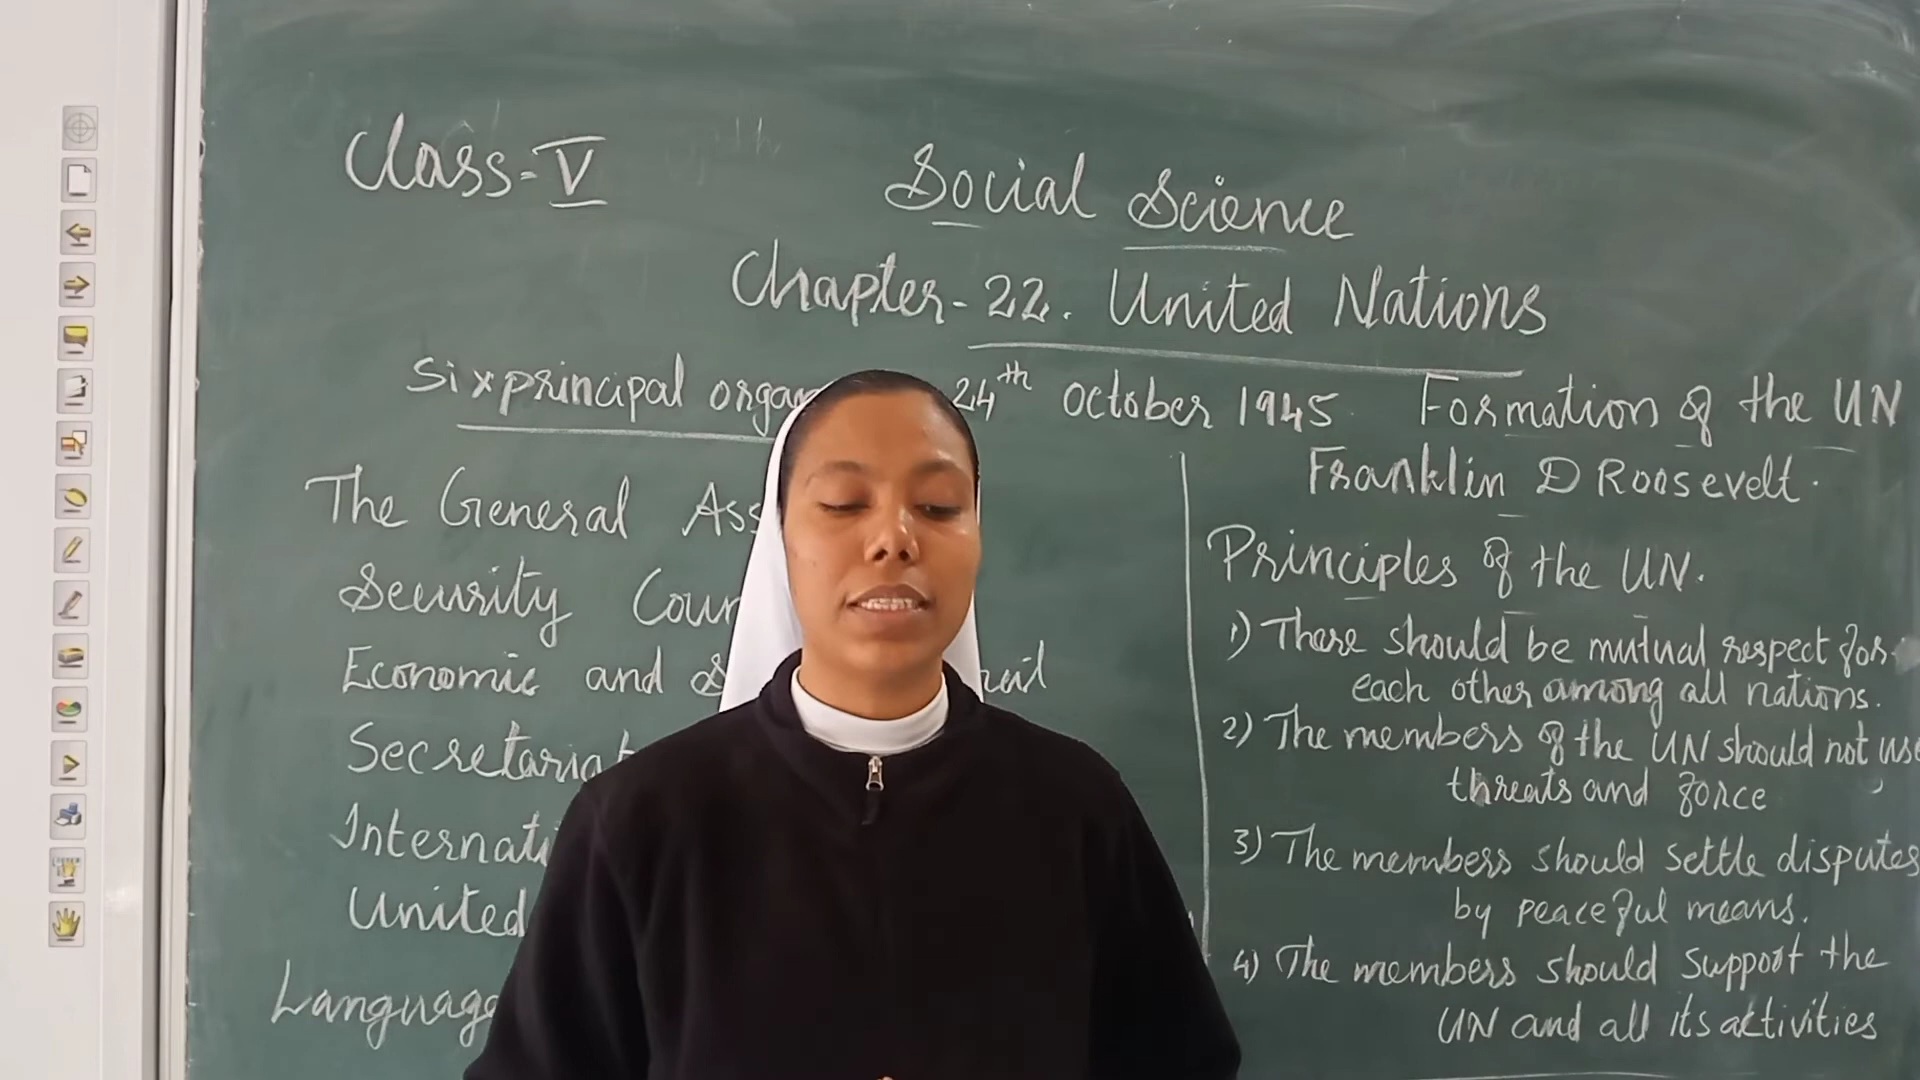 Class-V
Social Science
Chapter-22. United Nations
Six principal 24th October 1945 Formation of the UN
Franklin D Roosevelt.
The General
Security
Economic and
Secretariat
United
Principles of the UN.
1) There should be mutual respect for
each other among all nations.
2) The members of the UN should not use
threats and force
3) The members should settle disputes
by peaceful means.
4) The members should support the
UN and all its activities